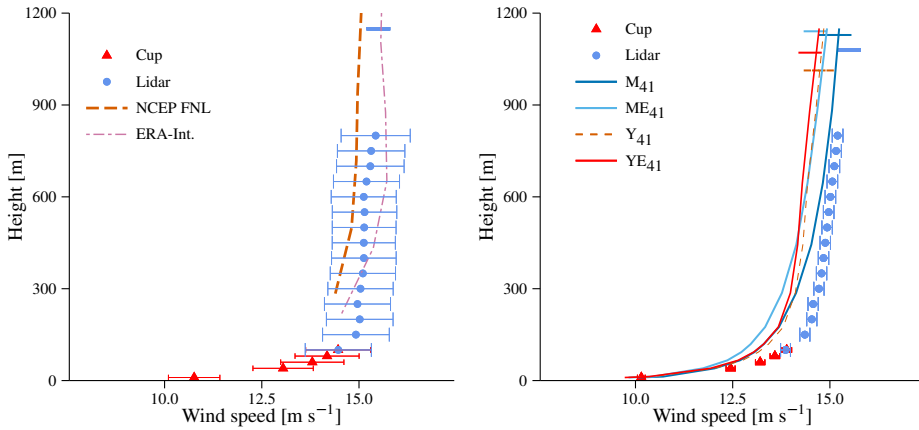 1200
900
600
300
0
Height [m]
Cup
Lidar
NCEP FNL
ERA-Int.
10.0
12.5
15.0
Wind speed [m s⁻¹]
1200
900
600
300
0
Height [m]
Cup
Lidar
M₄₁
ME₄₁
Y₄₁
YE₄₁
10.0
12.5
15.0
Wind speed [m s⁻¹]